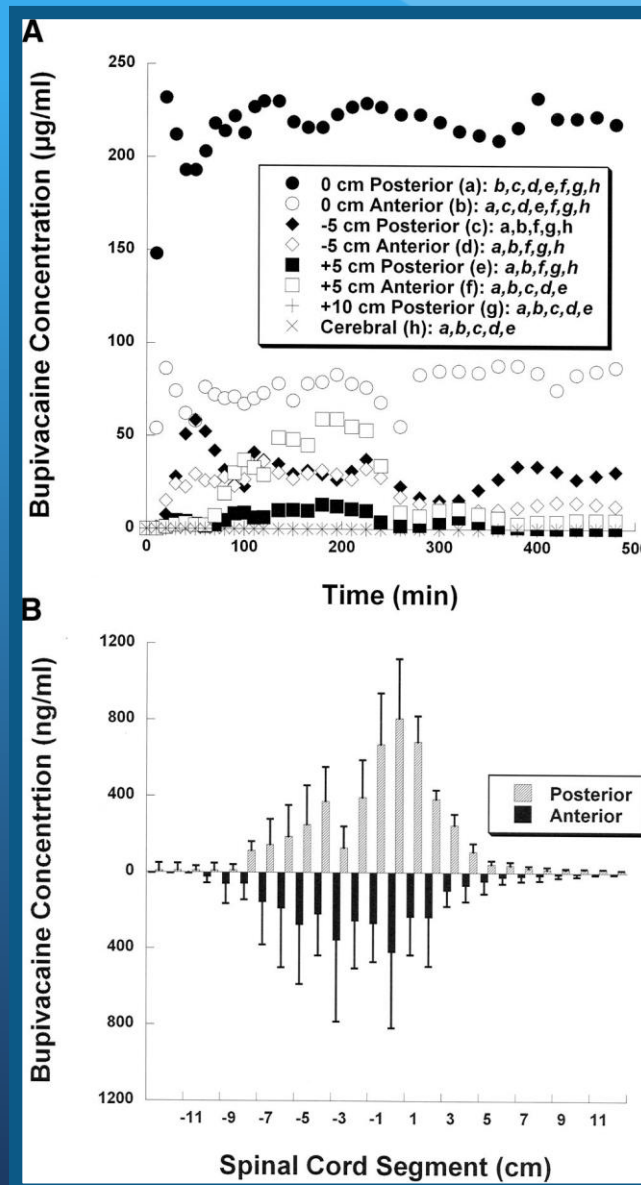 A
Bupivacaine Concentration (µg/ml)
250
200
150
100
50
0
0 cm Posterior (a): b,c,d,e,f,g,h
0 cm Anterior (b): a,c,d,e,f,g,h
-5 cm Posterior (c): a,b,f,g,h
-5 cm Anterior (d): a,b,f,g,h
+5 cm Posterior (e): a,b,f,g,h
+5 cm Anterior (f): a,b,c,d,e
+10 cm Posterior (g): a,b,c,d,e
Cerebral (h): a,b,c,d,e
0 100 200 300 400 500
Time (min)
B
Bupivacaine Concentrtion (ng/ml)
1200
800
400
0
400
800
1200
Posterior
Anterior
-11 -9 -7 -5 -3 -1 1 3 5 7 9 11
Spinal Cord Segment (cm)